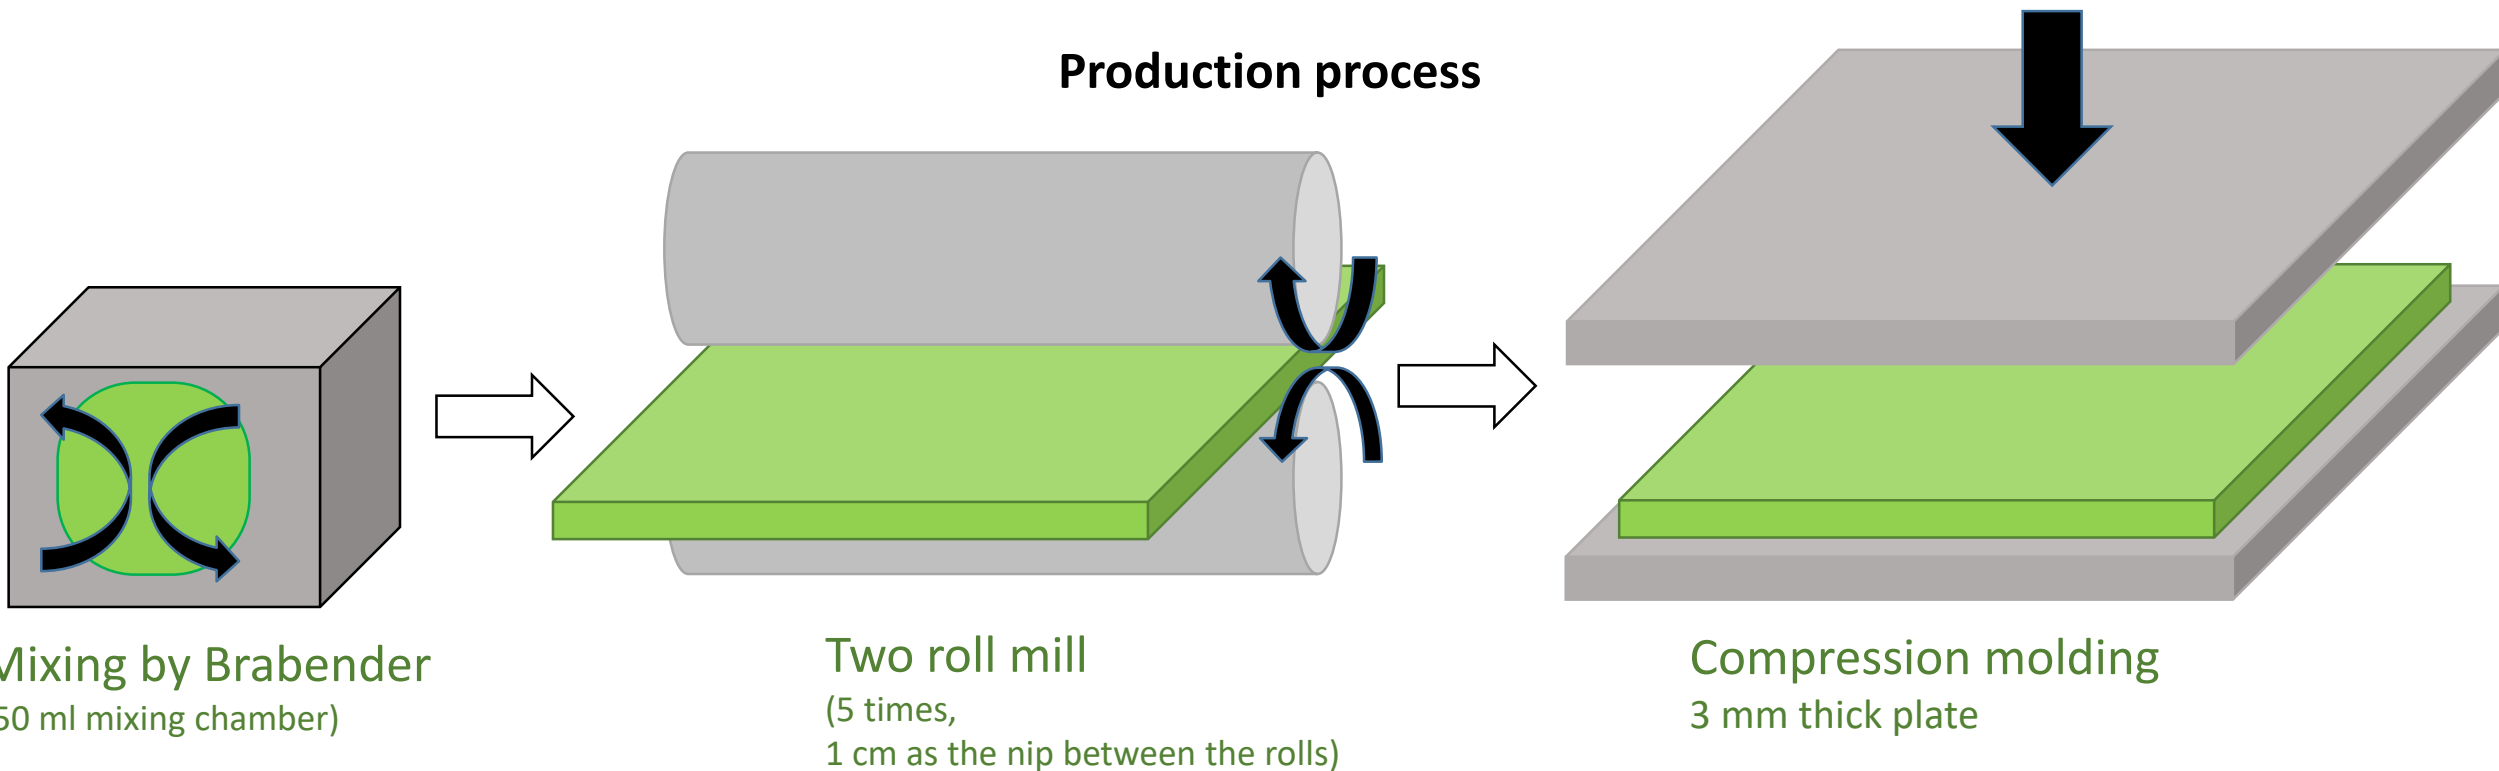 Production process
Mixing by Brabender
50 ml mixing chamber)
Two roll mill
(5 times,
1 cm as the nip between the rolls)
Compression molding
3 mm thick plate